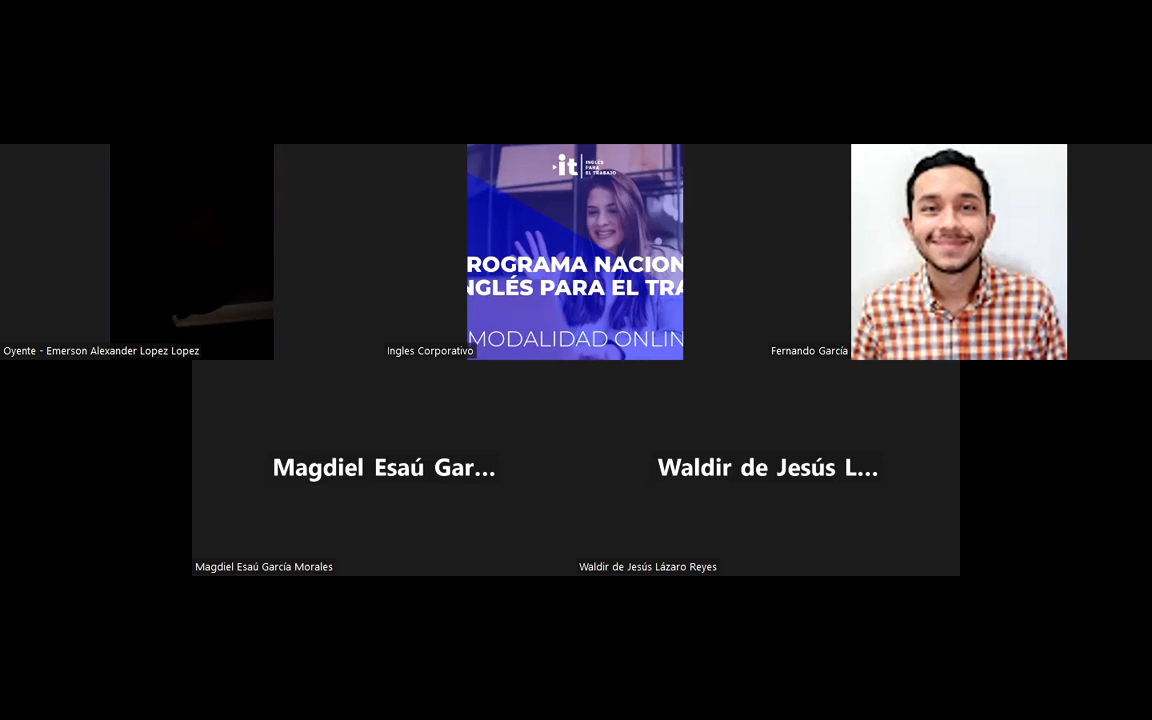 it
INGLÉS
PARA
EL TRABAJO
ROGRAMA NACION
NGLÉS PARA EL TRA
MODALIDAD ONLIN
Oyente - Emerson Alexander Lopez Lopez
Ingles Corporativo
Fernando García
Magdiel Esaú Gar...
Waldir de Jesús L...
Magdiel Esaú García Morales
Waldir de Jesús Lázaro Reyes